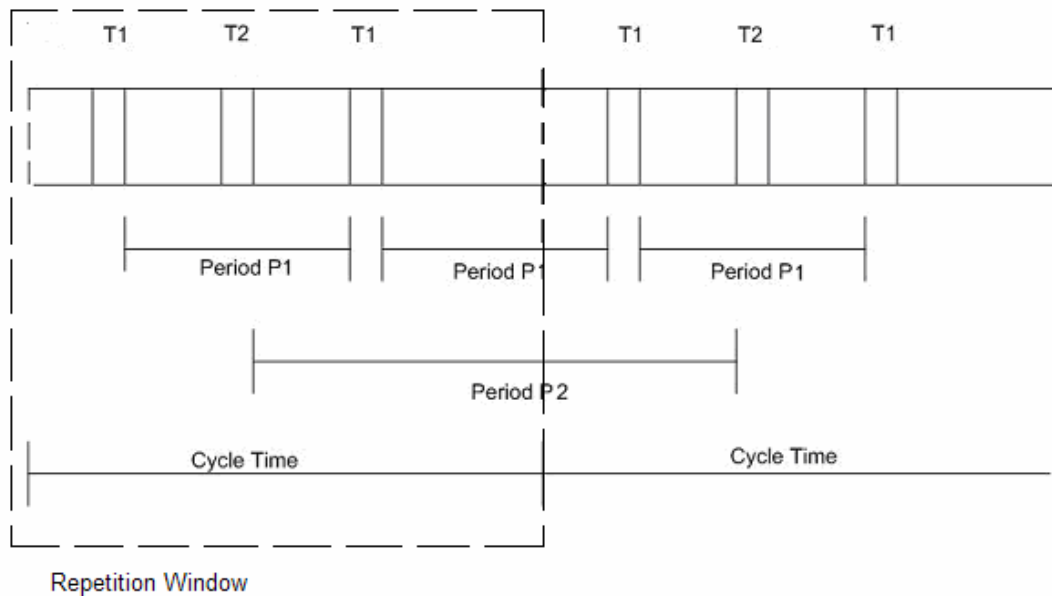 T1 T2 T1 T1 T2 T1
Period P1 Period P1 Period P1
Period P2
Cycle Time Cycle Time
Repetition Window